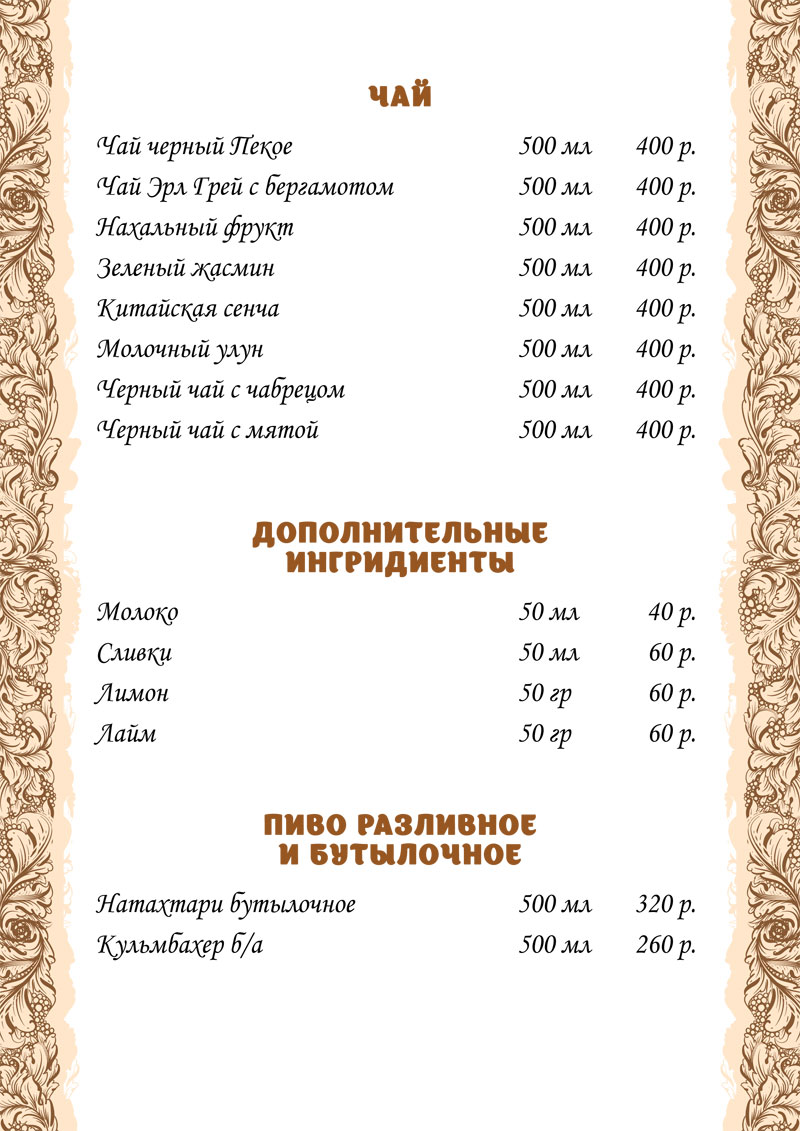 ЧАЙ
Чай черный Пекое 500 мл 400 р.
Чай Эрл Грей с бергамотом 500 мл 400 р.
Нахальный фрукт 500 мл 400 р.
Зеленый жасмин 500 мл 400 р.
Китайская сенча 500 мл 400 р.
Молочный улун 500 мл 400 р.
Черный чай с чабрецом 500 мл 400 р.
Черный чай с мятой 500 мл 400 р.
ДОПОЛНИТЕЛЬНЫЕ
ИНГРИДИЕНТЫ
Молоко 50 мл 40 р.
Сливки 50 мл 60 р.
Лимон 50 гр 60 р.
Лайм 50 гр 60 р.
ПИВО РАЗЛИВНОЕ
И БУТЫЛОЧНОЕ
Натахтари бутылочное 500 мл 320 р.
Кульмбахер б/а 500 мл 260 р.